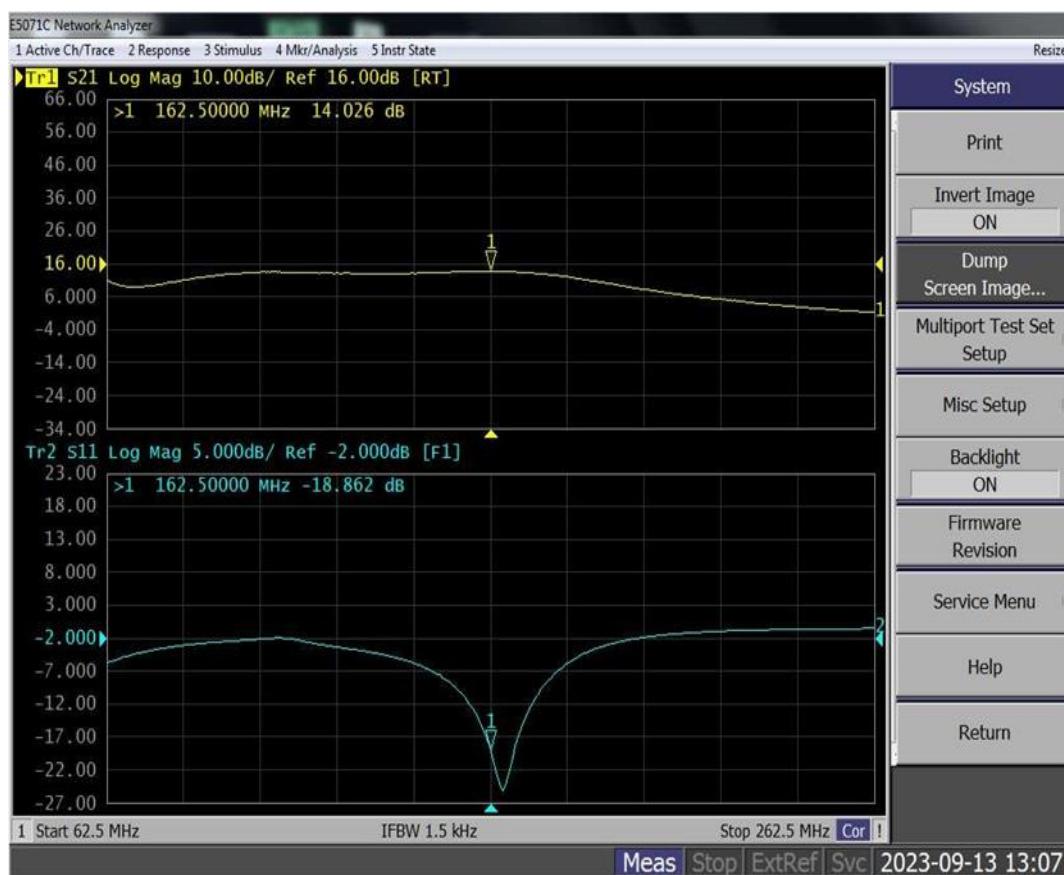 E5071C Network Analyzer
1 Active Ch/Trace 2 Response 3 Stimulus 4 Mkr/Analysis 5 Instr State
Resize
Tr1 S21 Log Mag 10.00dB/ Ref 16.00dB [RT]
66.00
>1 162.50000 MHz 14.026 dB
56.00
46.00
36.00
26.00
1
16.00
6.000
1
-4.000
-14.00
-24.00
-34.00
Tr2 S11 Log Mag 5.000dB/ Ref -2.000dB [F1]
23.00
>1 162.50000 MHz -18.862 dB
18.00
13.00
8.000
3.000
2
-2.000
-7.000
-12.00
1
-17.00
-22.00
-27.00
1 Start 62.5 MHz IFBW 1.5 kHz Stop 262.5 MHz Cor !
System
Print
Invert Image
ON
Dump
Screen Image...
Multiport Test Set
Setup
Misc Setup
Backlight
ON
Firmware
Revision
Service Menu
Help
Return
Meas Stop ExtRef Svc 2023-09-13 13:07